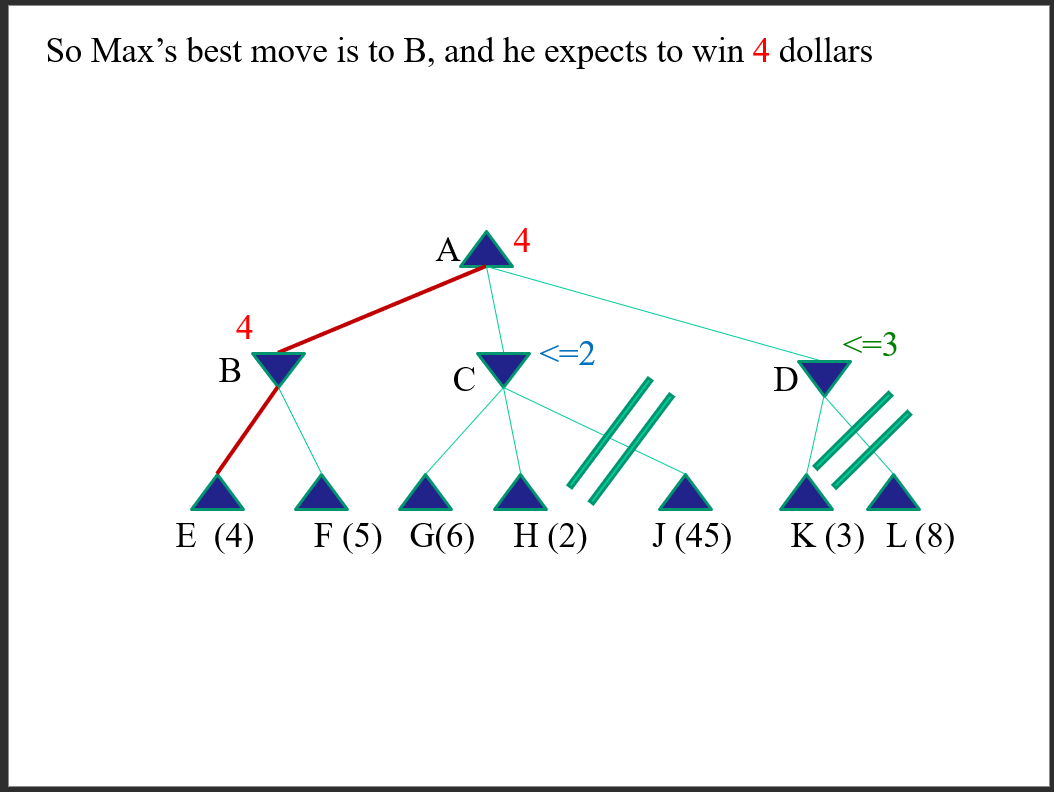 So Max’s best move is to B, and he expects to win 4 dollars
A 4
4
B
C <=2
D <=3
E (4) F (5) G(6) H (2) J (45) K (3) L (8)